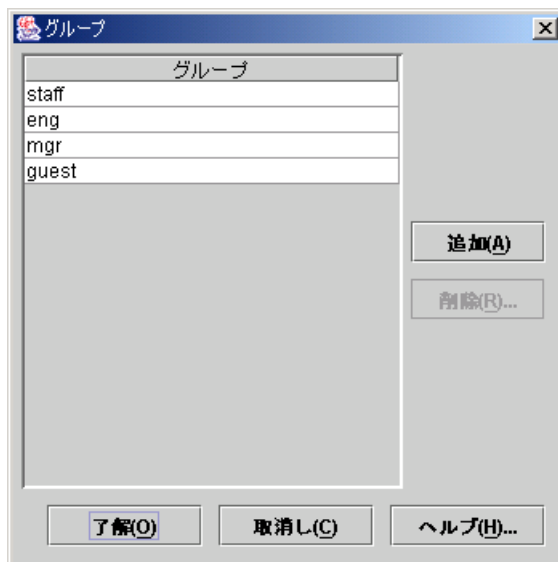 グループ
グループ
staff
eng
mgr
guest
追加(A)
削除(R)...
了解(O)
取消し(C)
ヘルプ(H)...